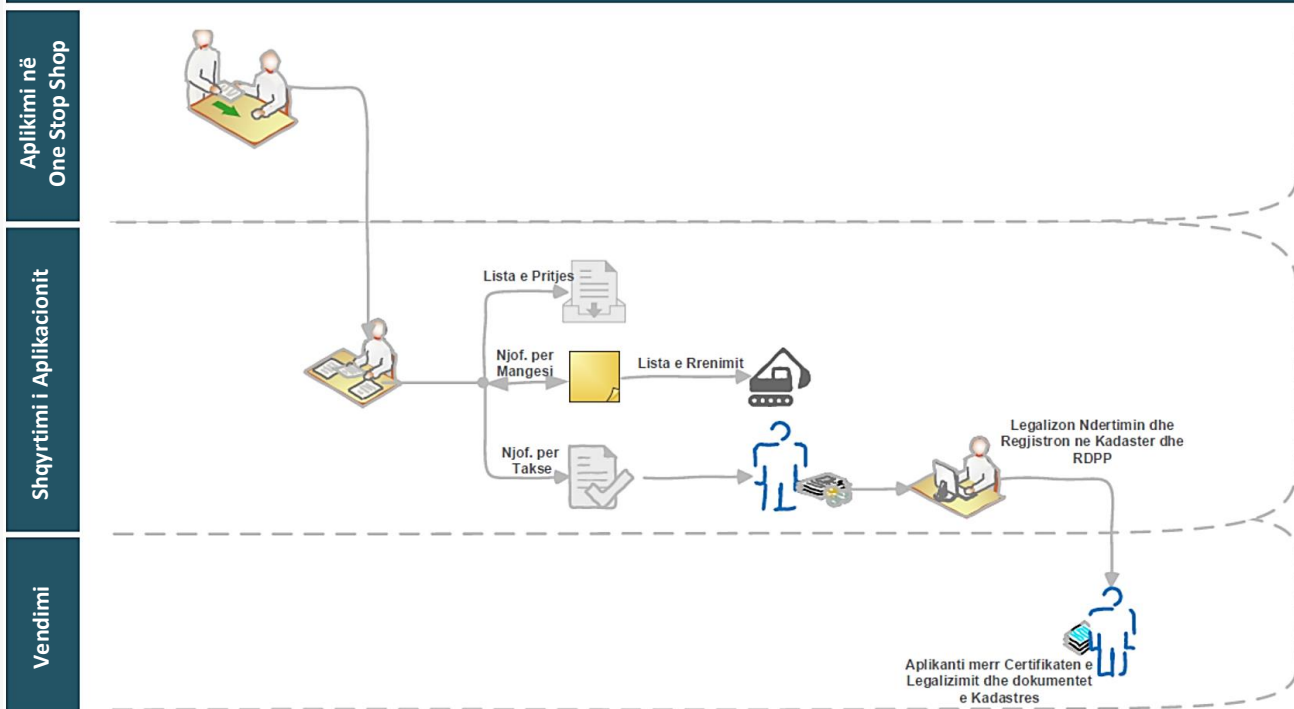 Aplikimi në
One Stop Shop
Shqyrtimi i Aplikacionit
Lista e Pritjes
Njof. per
Mangesi
Lista e Rrenimit
Njof. per
Takse
Legalizon Ndertimin dhe
Regjistron ne Kadaster dhe
RDPP
Vendimi
Aplikanti merr Certifikaten e
Legalizimit dhe dokumentet
e Kadastres